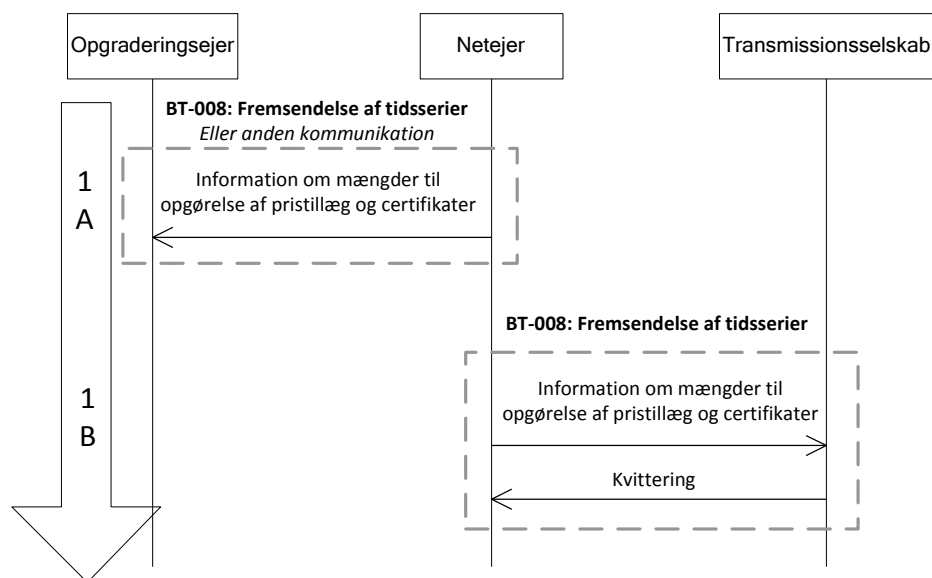 Opgraderingsejer
Netejer
Transmissionsselskab
BT-008: Fremsendelse af tidsserier
Eller anden kommunikation
1
A
Information om mængder til
opgørelse af pristillæg og certifikater
BT-008: Fremsendelse af tidsserier
1
B
Information om mængder til
opgørelse af pristillæg og certifikater
Kvittering